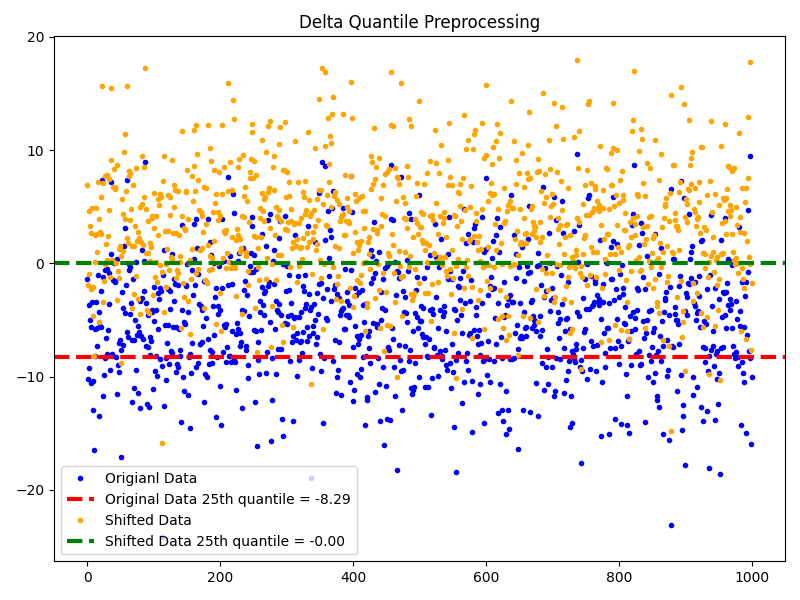 Delta Quantile Preprocessing
20
10
0
−10
−20
Origianl Data
Original Data 25th quantile = -8.29
Shifted Data
Shifted Data 25th quantile = -0.00
0 200 400 600 800 1000